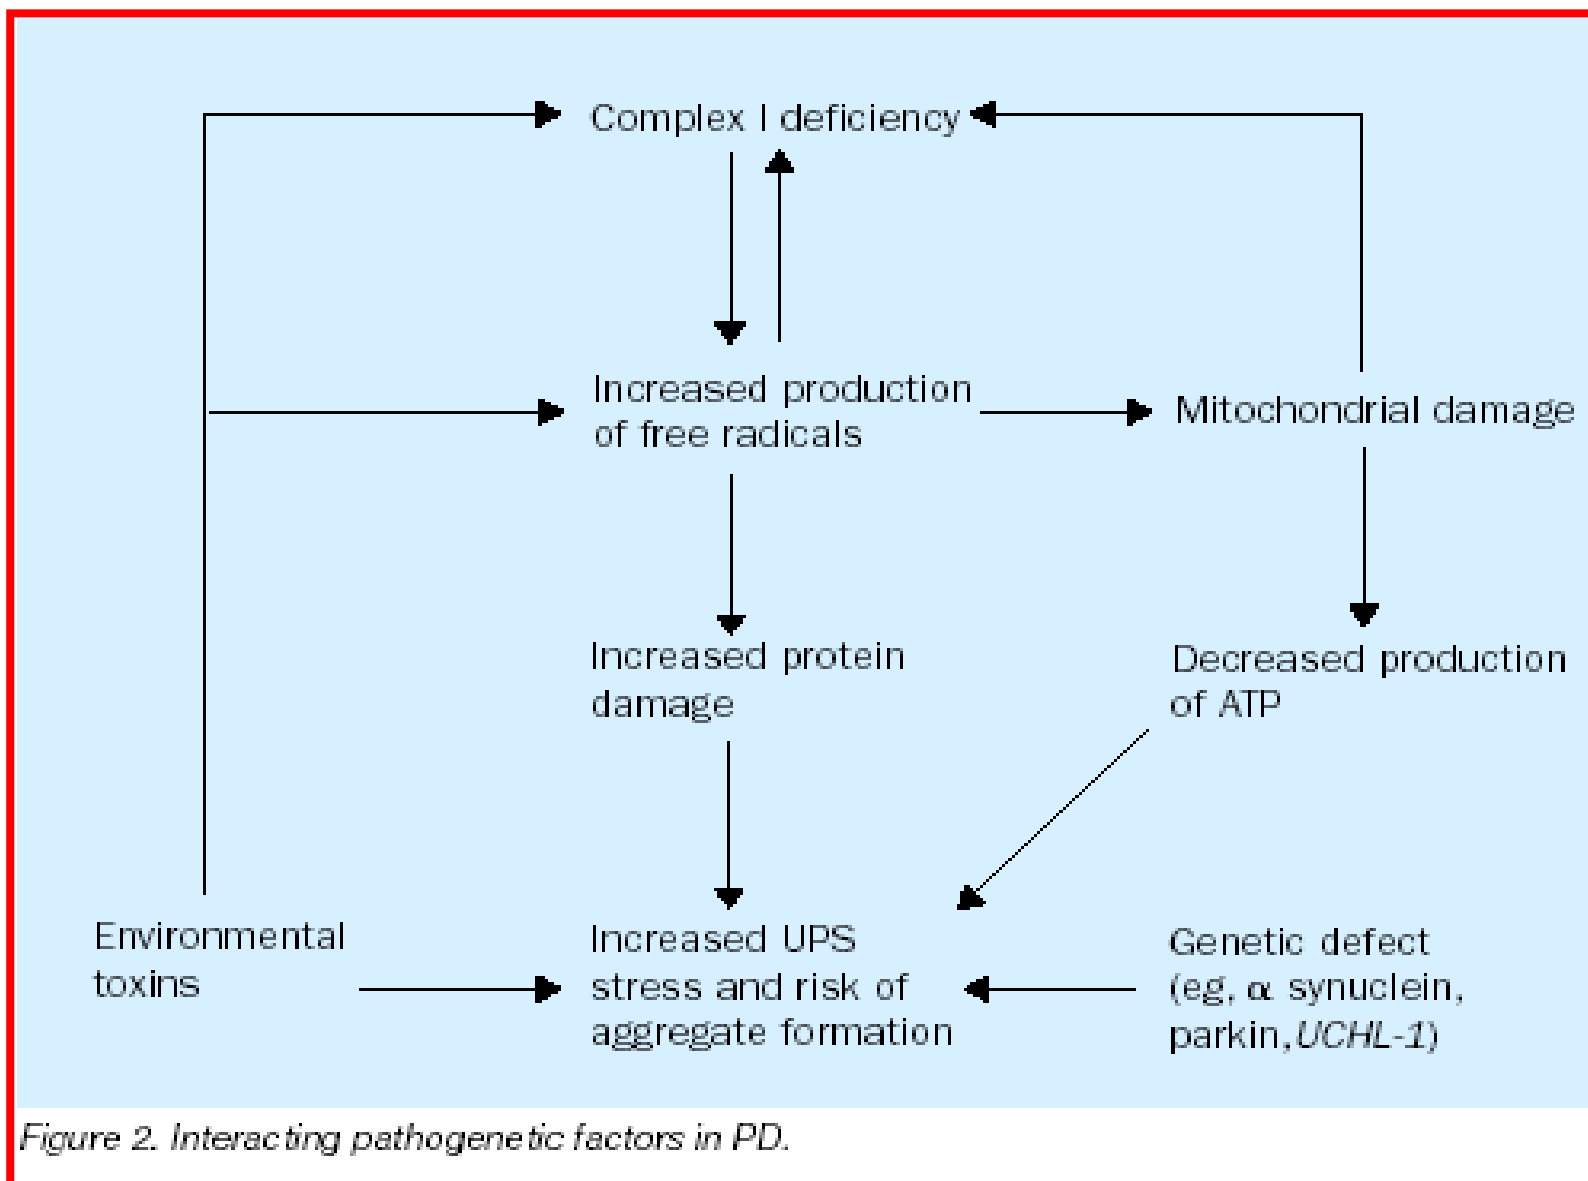 Complex I deficiency
Increased production
of free radicals
Mitochondrial damage
Increased protein
damage
Decreased production
of ATP
Environmental
toxins
Increased UPS
stress and risk of
aggregate formation
Genetic defect
(eg, α synuclein,
parkin, UCHL-1)
Figure 2. Interacting pathogenetic factors in PD.